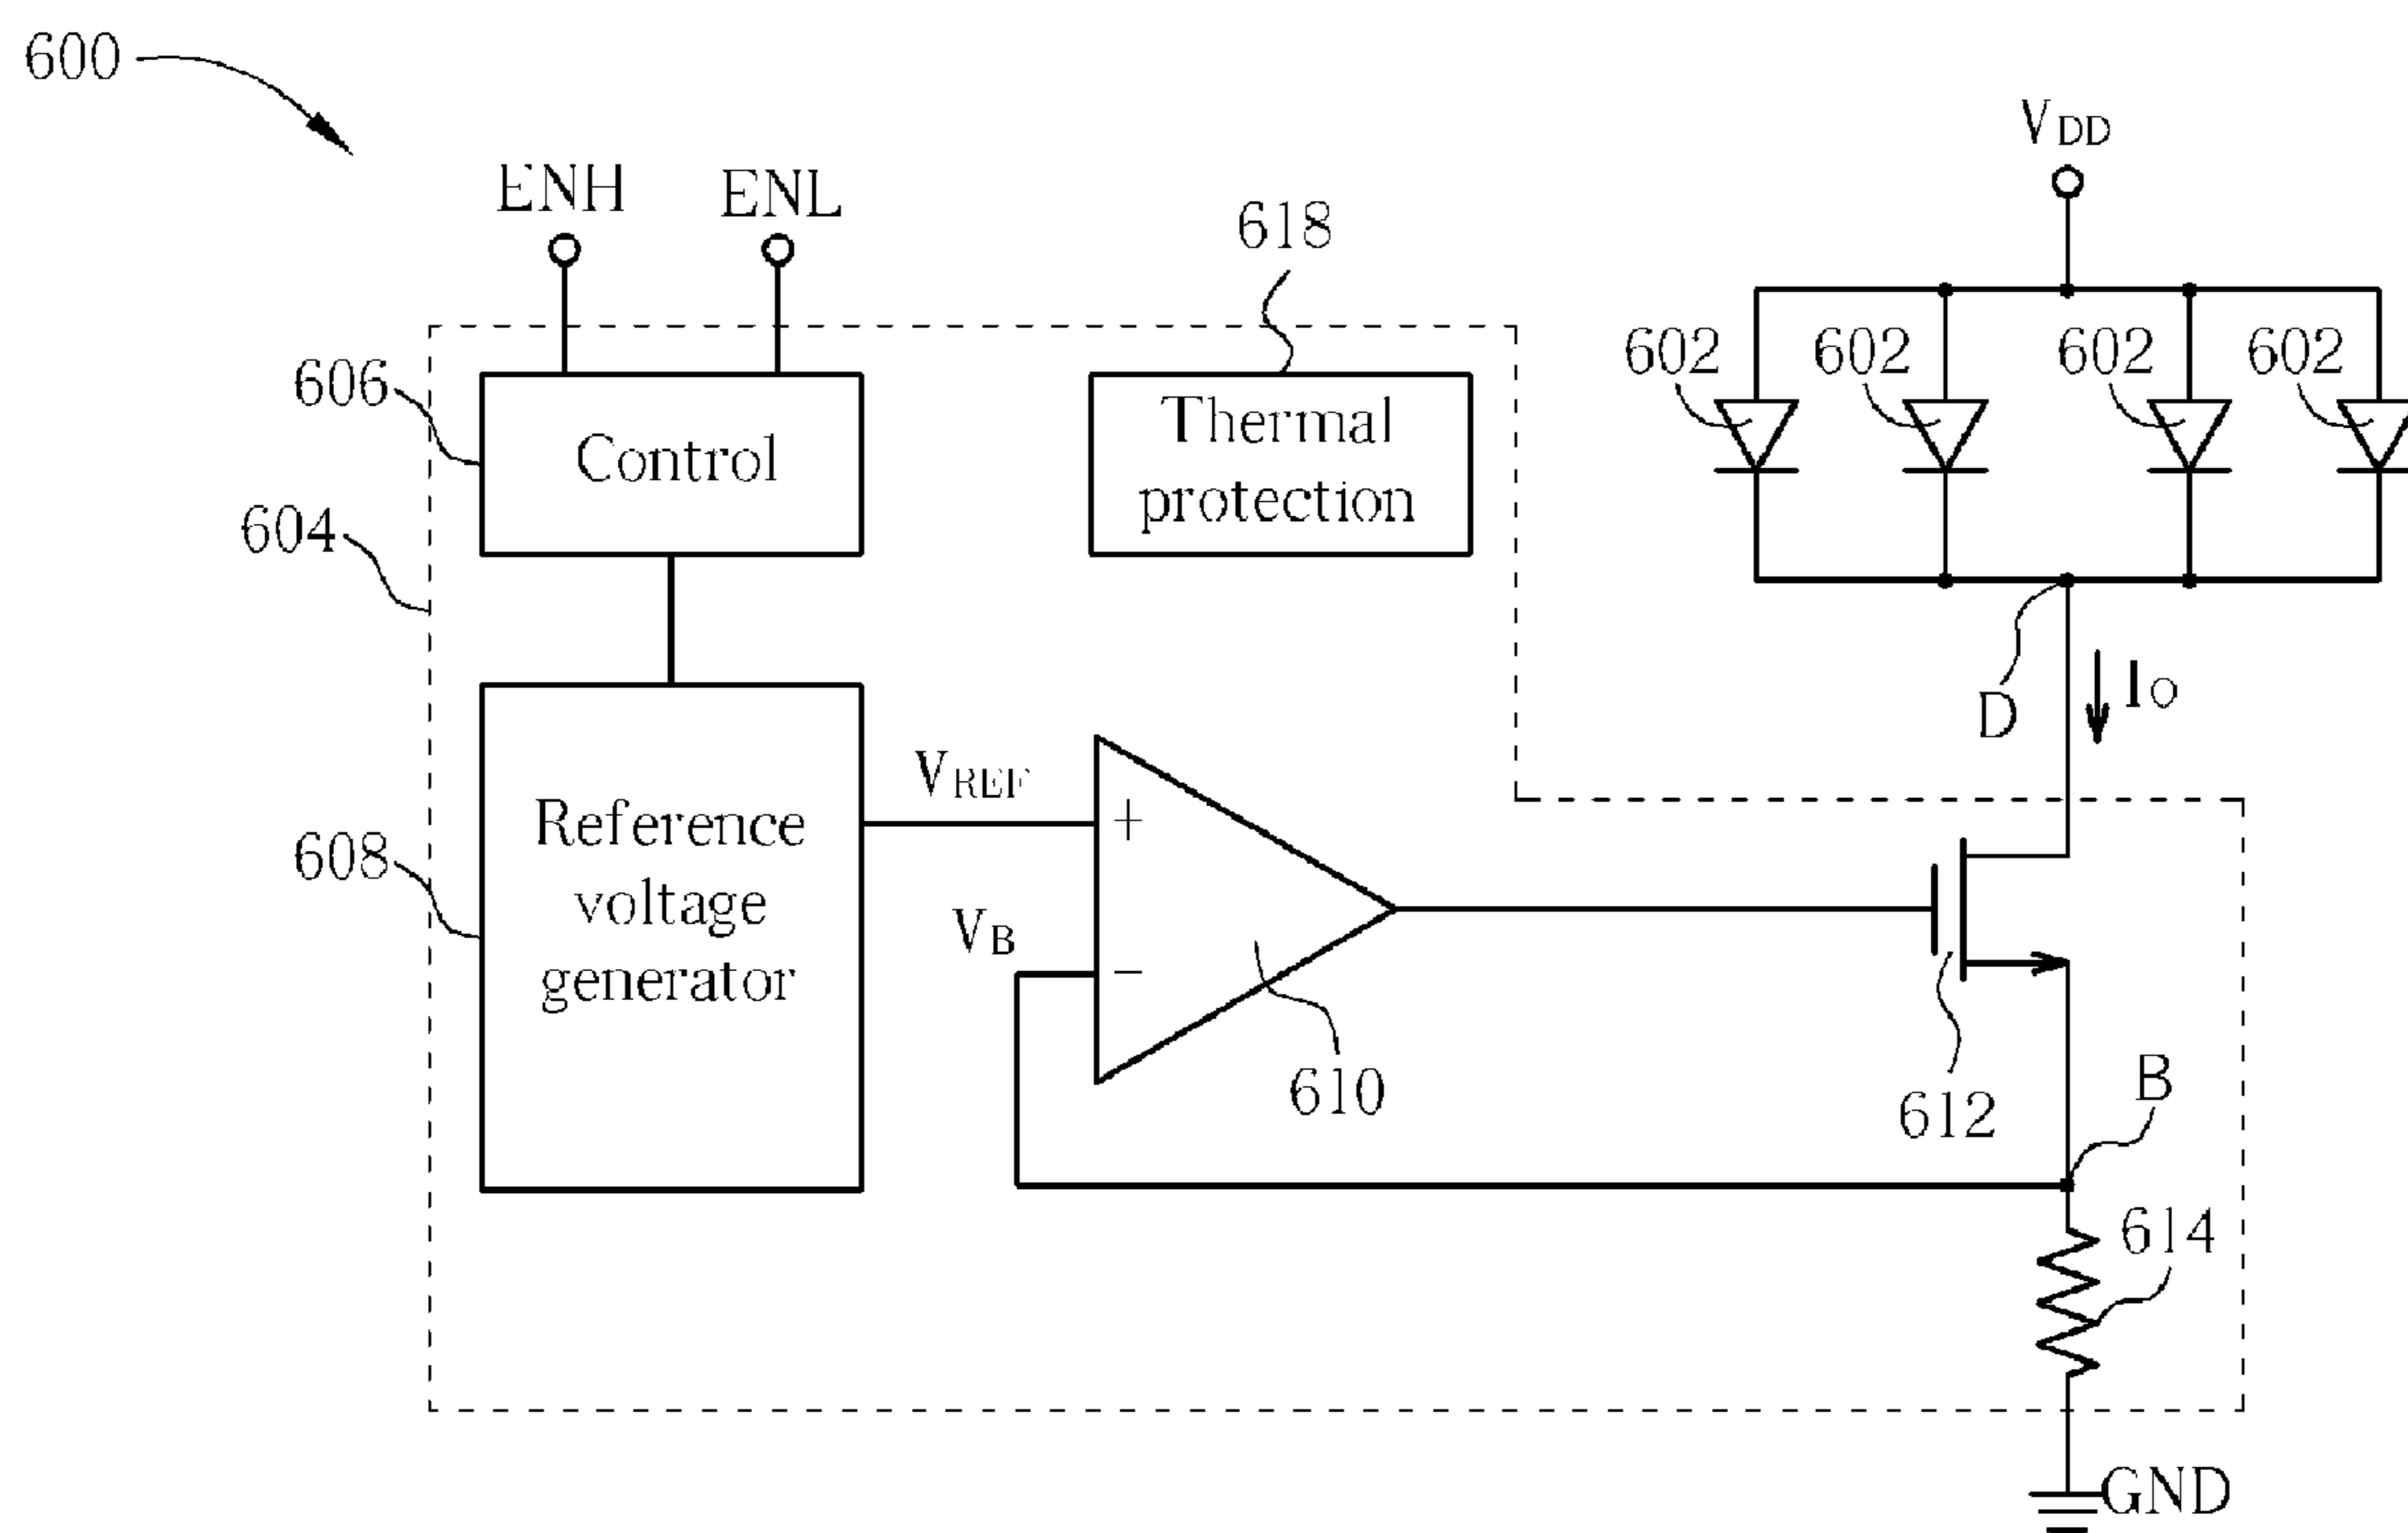 600
VDD
ENH
ENL
618
606
Control
Thermal
protection
602
602
602
602
604
D
IO
VREF
+
608
Reference
voltage
generator
VB
−
610
612
B
614
GND